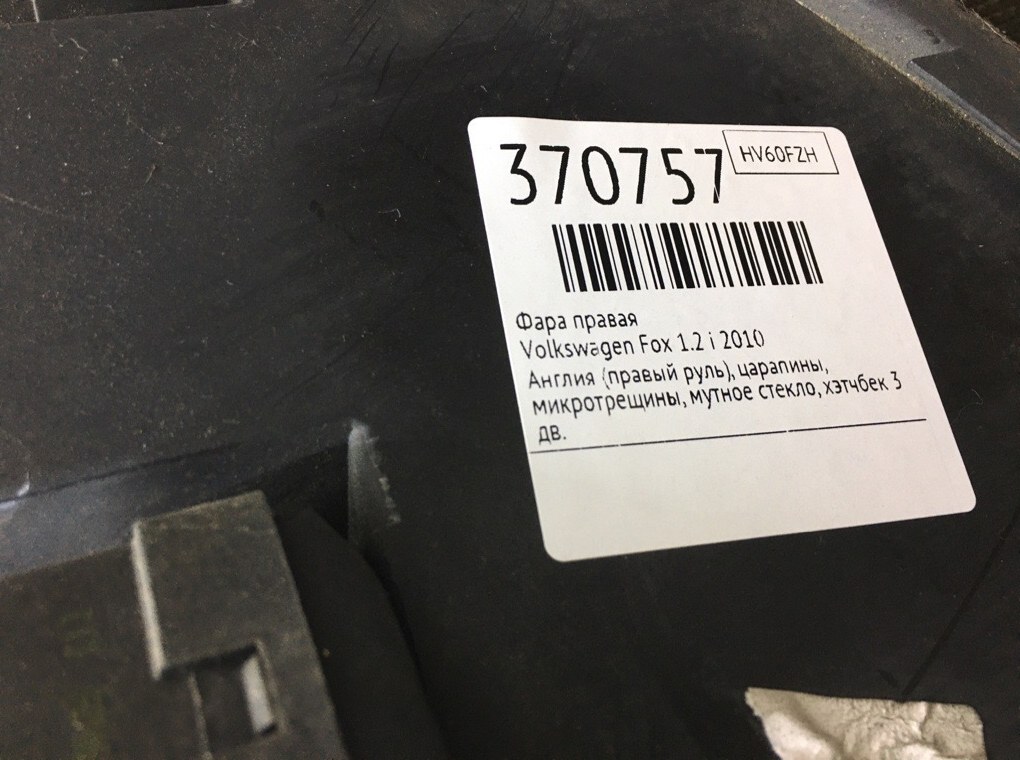 370757
HV60FZH
Фара правая
Volkswagen Fox 1.2 i 2010
Англия (правый руль), царапины,
микротрещины, мутное стекло, хэтчбек 3
дв.